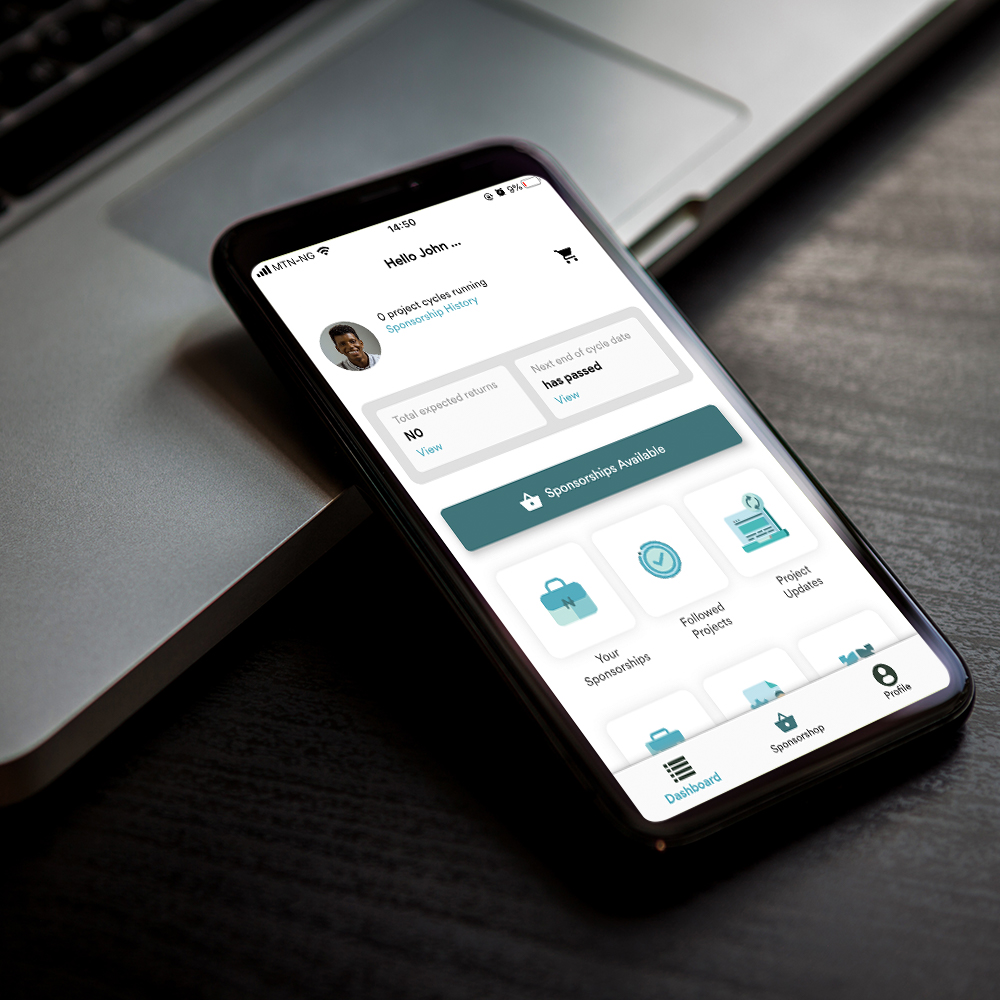 MTN-NG
14:50
9%
Hello John ...
0 project cycles running
Sponsorship History
Total expected returns
N0
View
Next end of cycle date
has passed
View
Sponsorships Available
N
Your
Sponsorships
Followed
Projects
Project
Updates
Dashboard
Sponsorshop
Profile